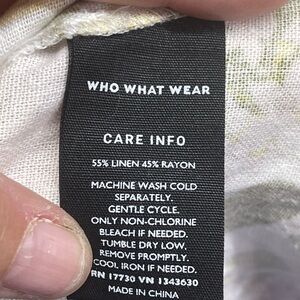 WHO WHAT WEAR
CARE INFO
55% LINEN 45% RAYON
MACHINE WASH COLD
SEPARATELY.
GENTLE CYCLE.
ONLY NON-CHLORINE
BLEACH IF NEEDED.
TUMBLE DRY LOW,
REMOVE PROMPTLY.
COOL IRON IF NEEDED.
RN 17730 VN 1343630
MADE IN CHINA